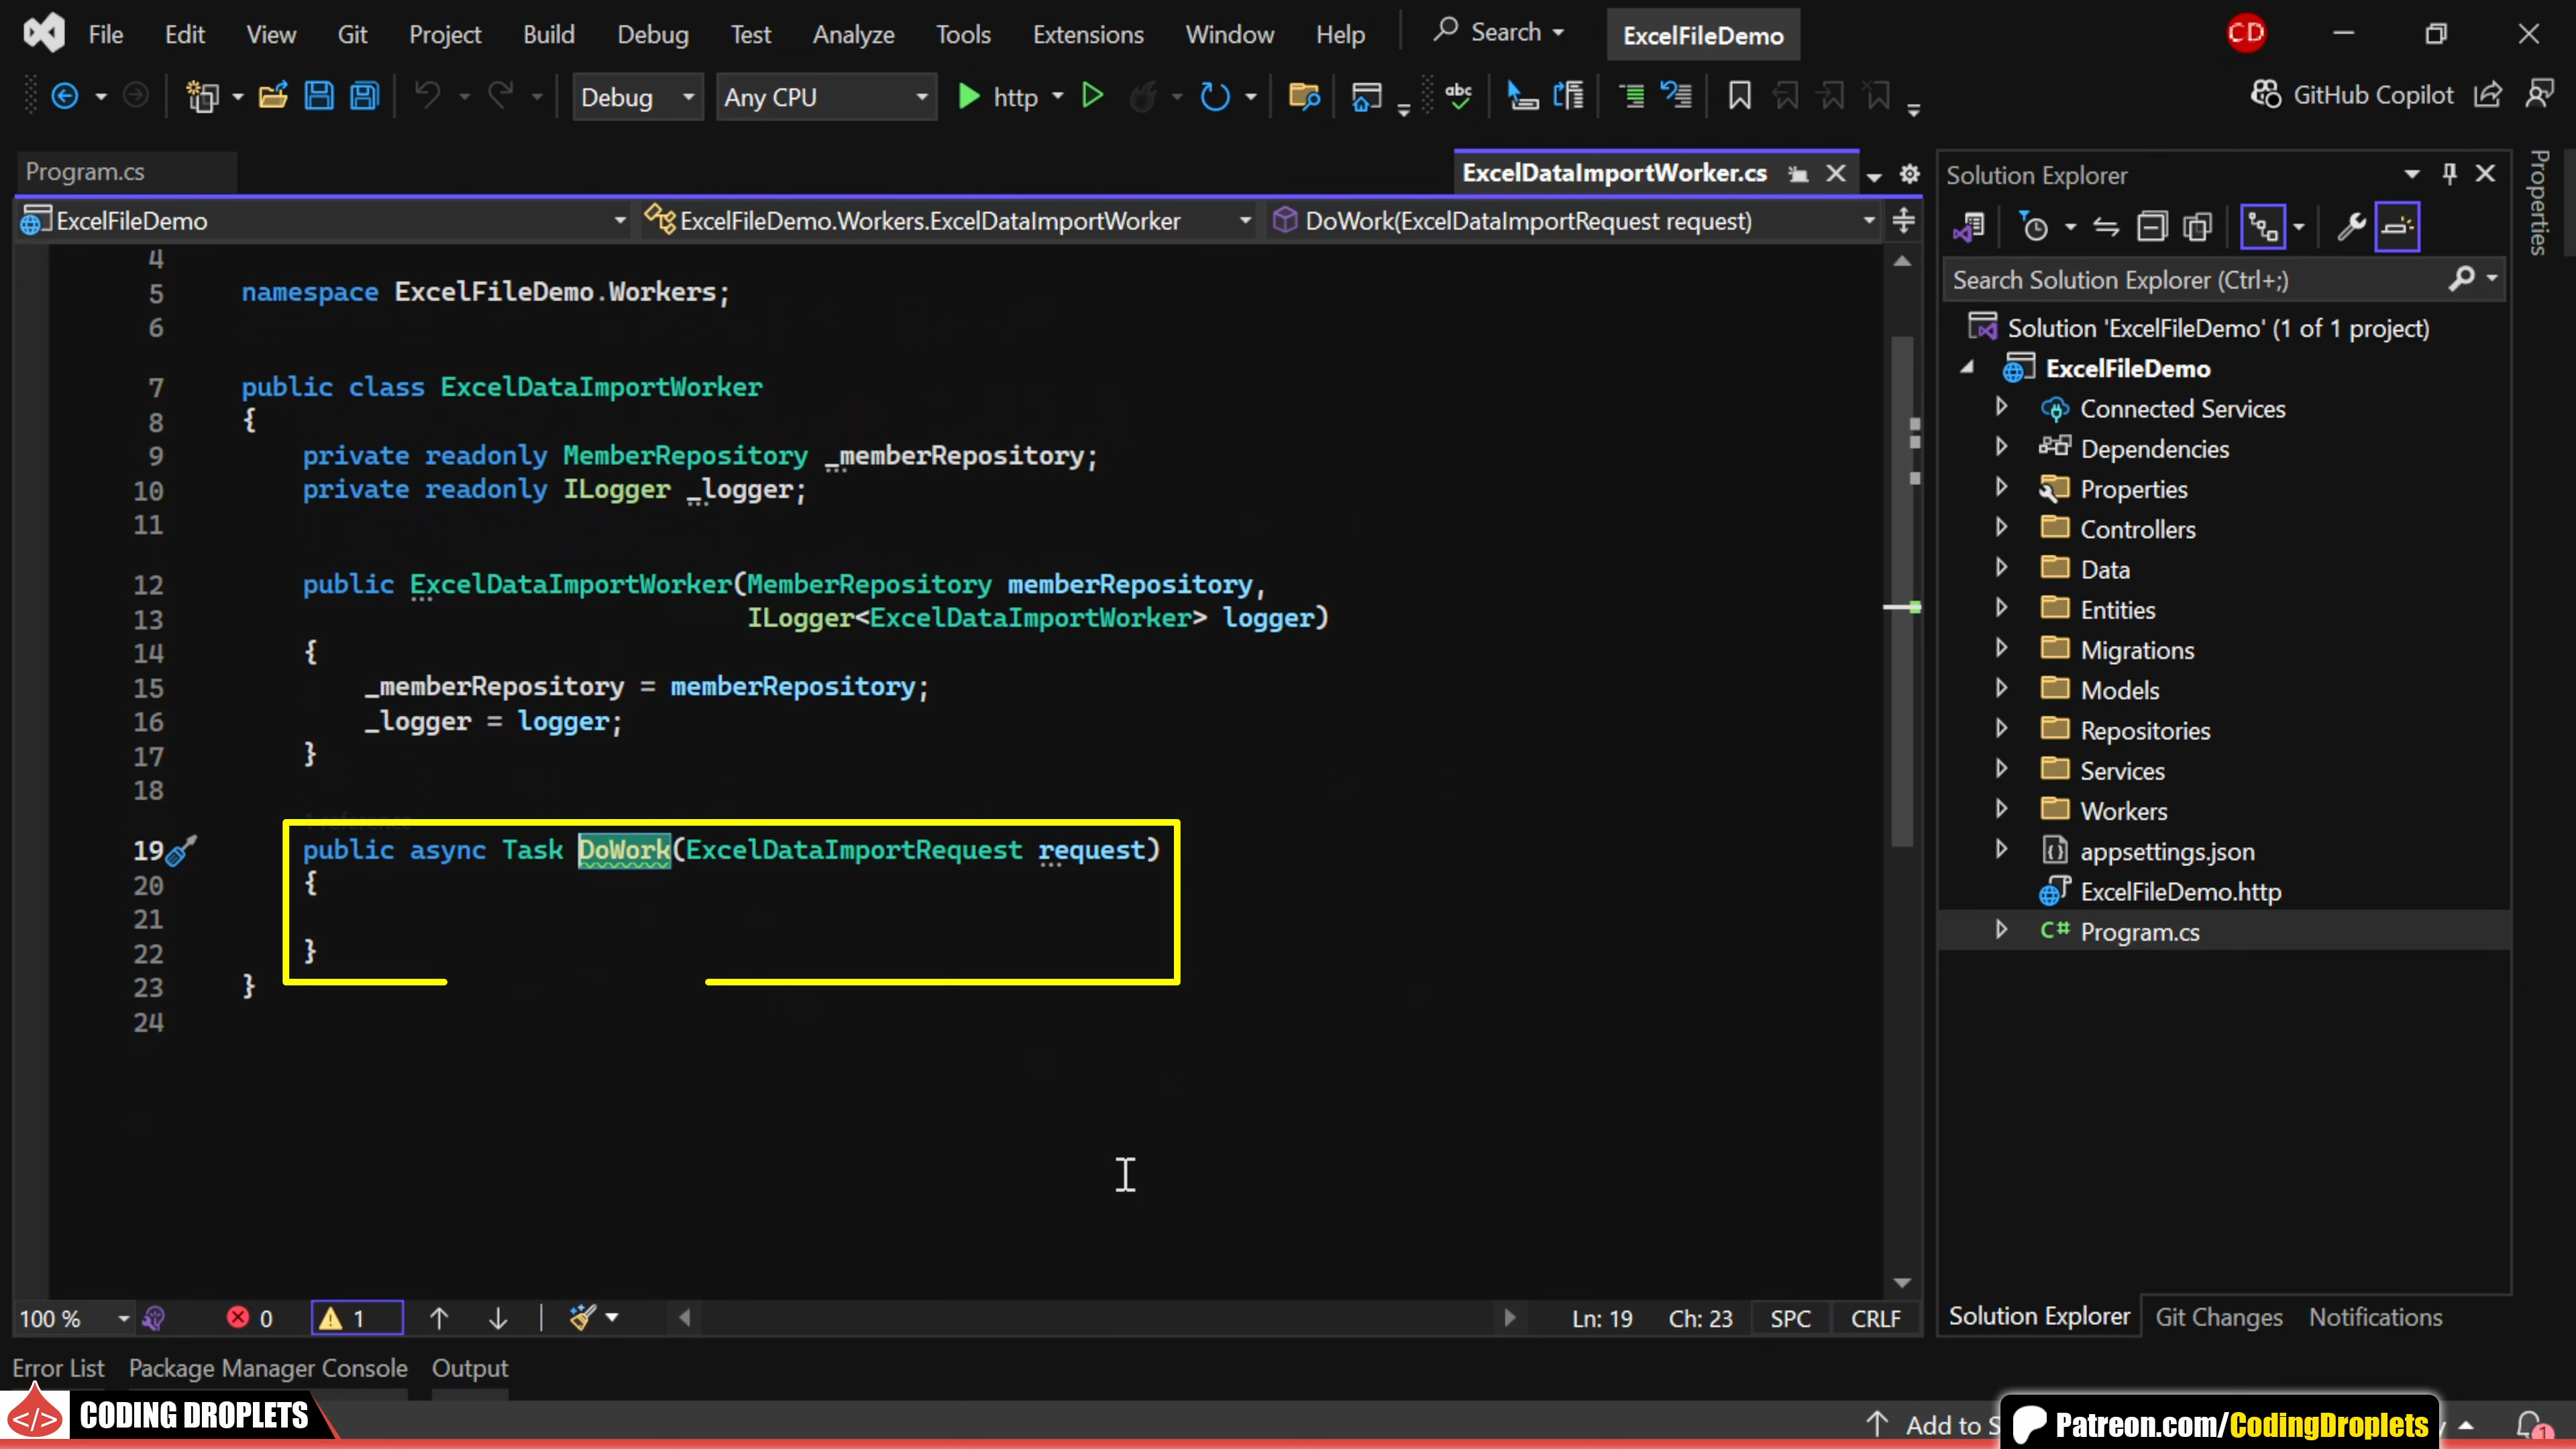 File Edit View Git Project Build Debug Test Analyze Tools Extensions Window Help Search ExcelFileDemo CD
Debug Any CPU http abc GitHub Copilot
Program.cs ExcelDataImportWorker.cs
ExcelFileDemo ExcelFileDemo.Workers.ExcelDataImportWorker DoWork(ExcelDataImportRequest request)
4
5 namespace ExcelFileDemo.Workers;
6
7 public class ExcelDataImportWorker
8 {
9 private readonly MemberRepository _memberRepository;
10 private readonly ILogger _logger;
11
12 public ExcelDataImportWorker(MemberRepository memberRepository,
13 ILogger<ExcelDataImportWorker> logger)
14 {
15 _memberRepository = memberRepository;
16 _logger = logger;
17 }
18
19 public async Task DoWork(ExcelDataImportRequest request)
20 {
21
22 }
23 }
24
100 % 0 1 Ln: 19 Ch: 23 SPC CRLF
Error List Package Manager Console Output
Solution Explorer
Search Solution Explorer (Ctrl+;)
Solution 'ExcelFileDemo' (1 of 1 project)
ExcelFileDemo
Connected Services
Dependencies
Properties
Controllers
Data
Entities
Migrations
Models
Repositories
Services
Workers
appsettings.json
ExcelFileDemo.http
C# Program.cs
Solution Explorer Git Changes Notifications
Properties
</> CODING DROPLETS
Add to S
Patreon.com/CodingDroplets
1